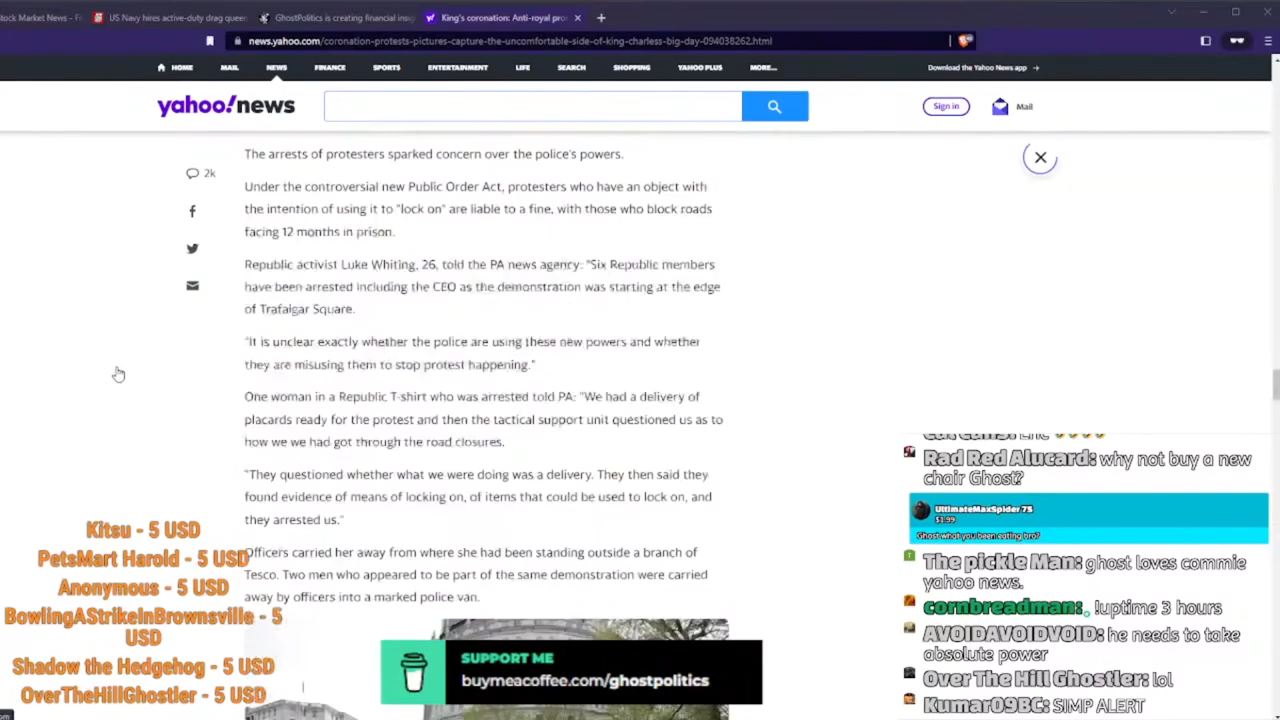 Stock Market News - Fi
US Navy hires active-duty drag queen
GhostPolitics is creating financial insig
King's coronation: Anti-royal pro
news.yahoo.com/coronation-protests-pictures-capture-the-uncomfortable-side-of-king-charless-big-day-094038262.html
HOME MAIL NEWS FINANCE SPORTS ENTERTAINMENT LIFE SEARCH SHOPPING YAHOO PLUS MORE... Download the Yahoo News app →
yahoo!news
Sign in
Mail
The arrests of protesters sparked concern over the police's powers.
2k
Under the controversial new Public Order Act, protesters who have an object with
the intention of using it to "lock on" are liable to a fine, with those who block roads
facing 12 months in prison.
Republic activist Luke Whiting, 26, told the PA news agency: "Six Republic members
have been arrested including the CEO as the demonstration was starting at the edge
of Trafalgar Square.
"It is unclear exactly whether the police are using these new powers and whether
they are misusing them to stop protest happening."
One woman in a Republic T-shirt who was arrested told PA: "We had a delivery of
placards ready for the protest and then the tactical support unit questioned us as to
how we we had got through the road closures.
"They questioned whether what we were doing was a delivery. They then said they
found evidence of means of locking on, of items that could be used to lock on, and
they arrested us."
Officers carried her away from where she had been standing outside a branch of
Tesco. Two men who appeared to be part of the same demonstration were carried
away by officers into a marked police van.
Kitsu - 5 USD
PetsMart Harold - 5 USD
Anonymous - 5 USD
BowlingAStrikeInBrownsville - 5
USD
Shadow the Hedgehog - 5 USD
OverTheHillGhostler - 5 USD
SUPPORT ME
buymeacoffee.com/ghostpolitics
Rad Red Alucard: why not buy a new
chair Ghost?
UltimateMaxSpider 75
$1.99
Ghost what you been eating bro?
The pickle Man: ghost loves commie
yahoo news.
cornbreadman: !uptime 3 hours
AVOIDAVOIDVOID: he needs to take
absolute power
Over The Hill Ghostler: lol
Kumar09BC: SIMP ALERT